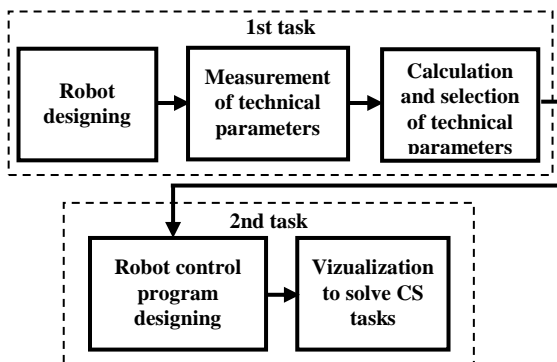 1st task
Robot
designing
Measurement
of technical
parameters
Calculation
and selection
of technical
parameters
2nd task
Robot control
program
designing
Vizualization
to solve CS
tasks